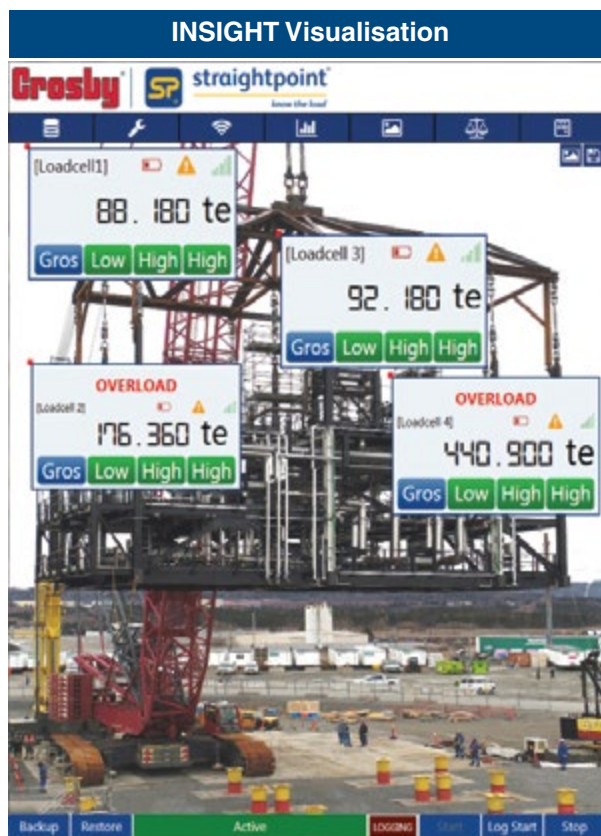 INSIGHT Visualisation
Crosby SP straightpoint
know the load
[Loadcell1]
88.180 te
Gros Low High High
[Loadcell 3]
92.180 te
Gros Low High High
OVERLOAD
[Loadcell 2]
176.360 te
Gros Low High High
OVERLOAD
[Loadcell 4]
440.900 te
Gros Low High High
Backup Restore Active LOGGING Start Log Start Stop